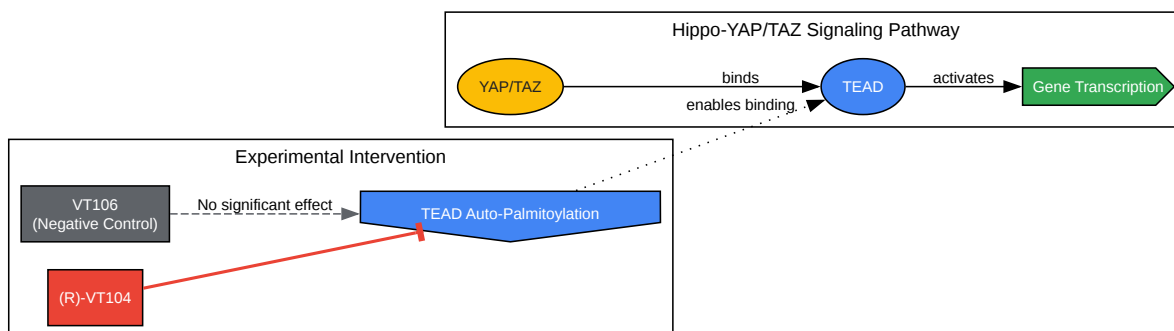 Hippo-YAP/TAZ Signaling Pathway
YAP/TAZ
binds
TEAD
activates
Gene Transcription
enables binding
Experimental Intervention
VT106
(Negative Control)
No significant effect
TEAD Auto-Palmitoylation
(R)-VT104